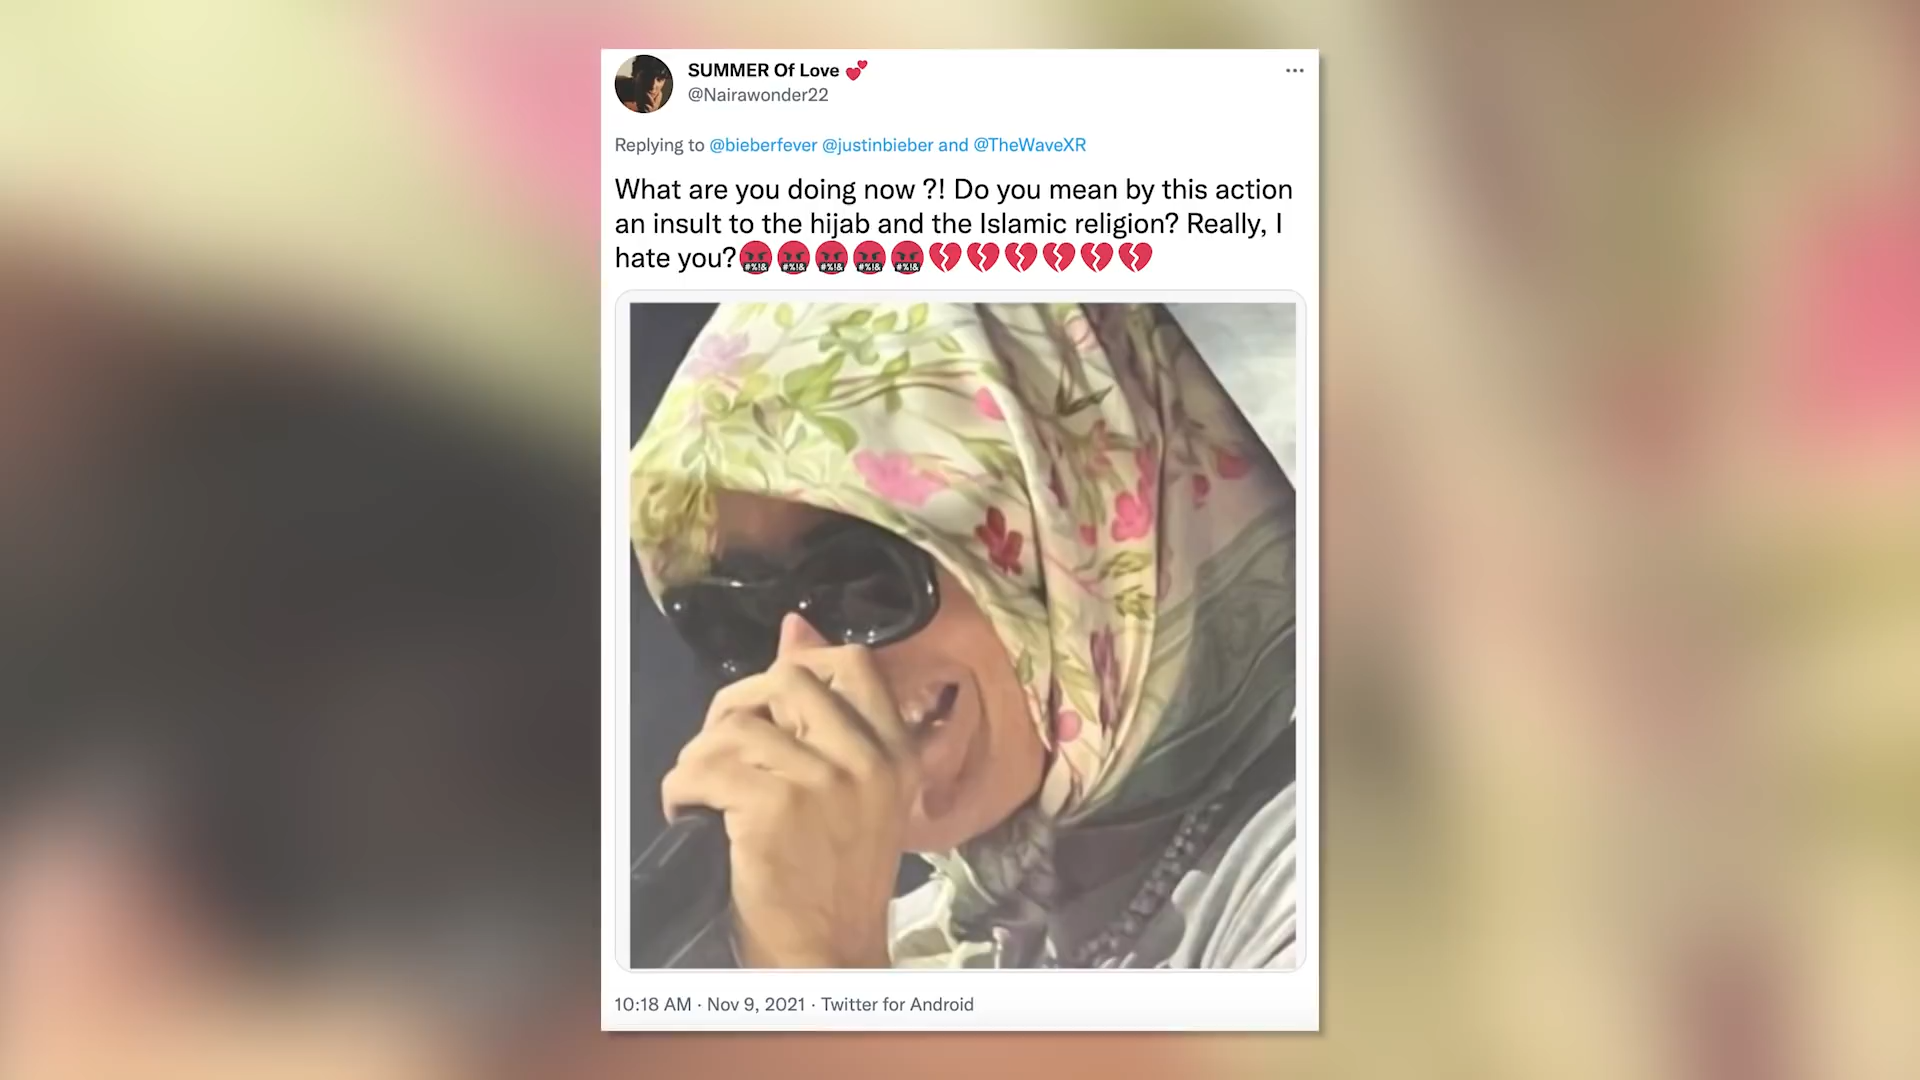 SUMMER Of Love 💕
@Nairawonder22
Replying to @bieberfever @justinbieber and @TheWaveXR
What are you doing now ?! Do you mean by this action
an insult to the hijab and the Islamic religion? Really, I
hate you?🤬🤬🤬🤬🤬💔💔💔💔💔💔
10:18 AM · Nov 9, 2021 · Twitter for Android